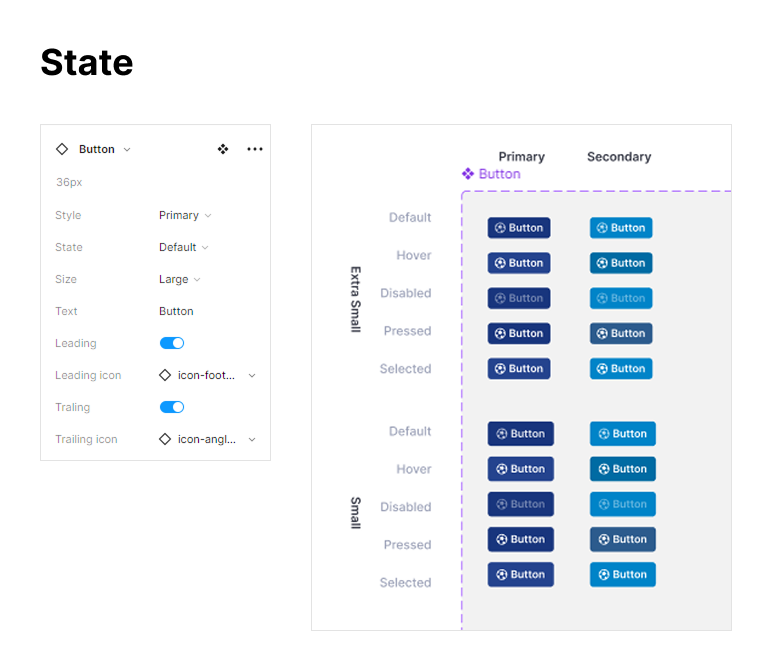 State
Button
36px
Style Primary
State Default
Size Large
Text Button
Leading
Leading icon icon-foot...
Traling
Trailing icon icon-angl...
Primary Secondary
Button
Extra Small
Default Button Button
Hover Button Button
Disabled Button Button
Pressed Button Button
Selected Button Button
Small
Default Button Button
Hover Button Button
Disabled Button Button
Pressed Button Button
Selected Button Button